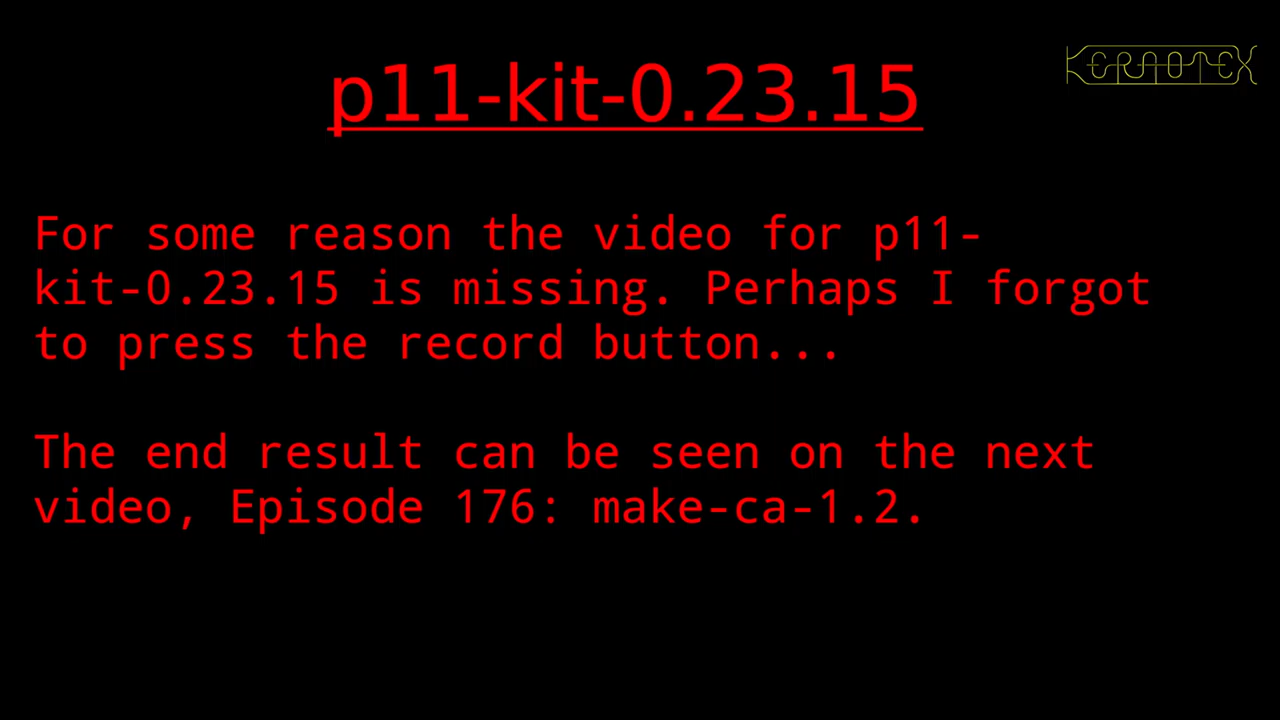 p11-kit-0.23.15
KERNOTEX
For some reason the video for p11-
kit-0.23.15 is missing. Perhaps I forgot
to press the record button...
The end result can be seen on the next
video, Episode 176: make-ca-1.2.